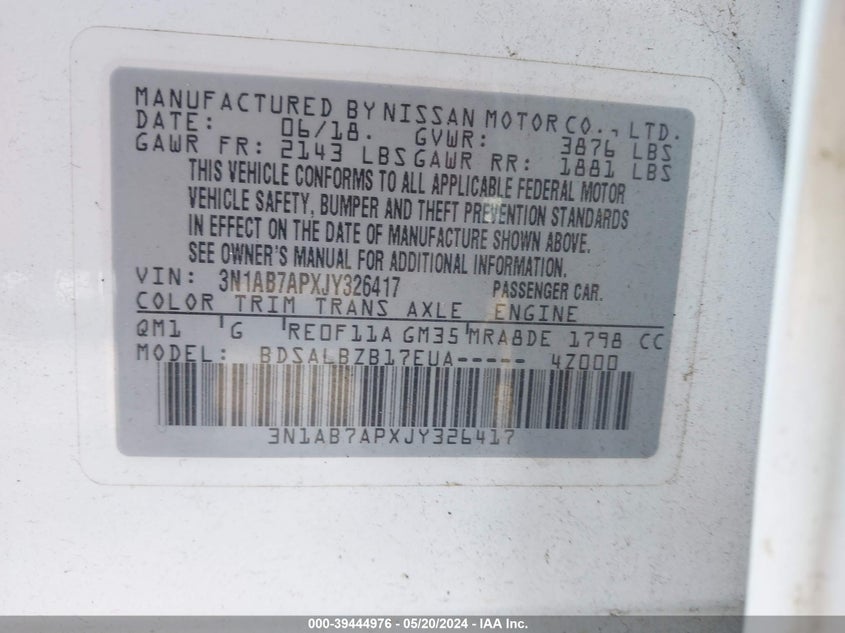 MANUFACTURED BY NISSAN MOTOR CO., LTD.
DATE: 06/18. GVWR: 3876 LBS
GAWR FR: 2143 LBS GAWR RR: 1881 LBS
THIS VEHICLE CONFORMS TO ALL APPLICABLE FEDERAL MOTOR
VEHICLE SAFETY, BUMPER AND THEFT PREVENTION STANDARDS
IN EFFECT ON THE DATE OF MANUFACTURE SHOWN ABOVE.
SEE OWNER'S MANUAL FOR ADDITIONAL INFORMATION.
VIN: 3N1AB7APXJY326417 PASSENGER CAR.
COLOR TRIM TRANS AXLE ENGINE
QM1 G RE0F11A GM35 MRA8DE 1798 CC
MODEL: BDSALBZB17EUA----- 4Z000
3N1AB7APXJY326417
000-39444976 - 05/20/2024 - IAA Inc.